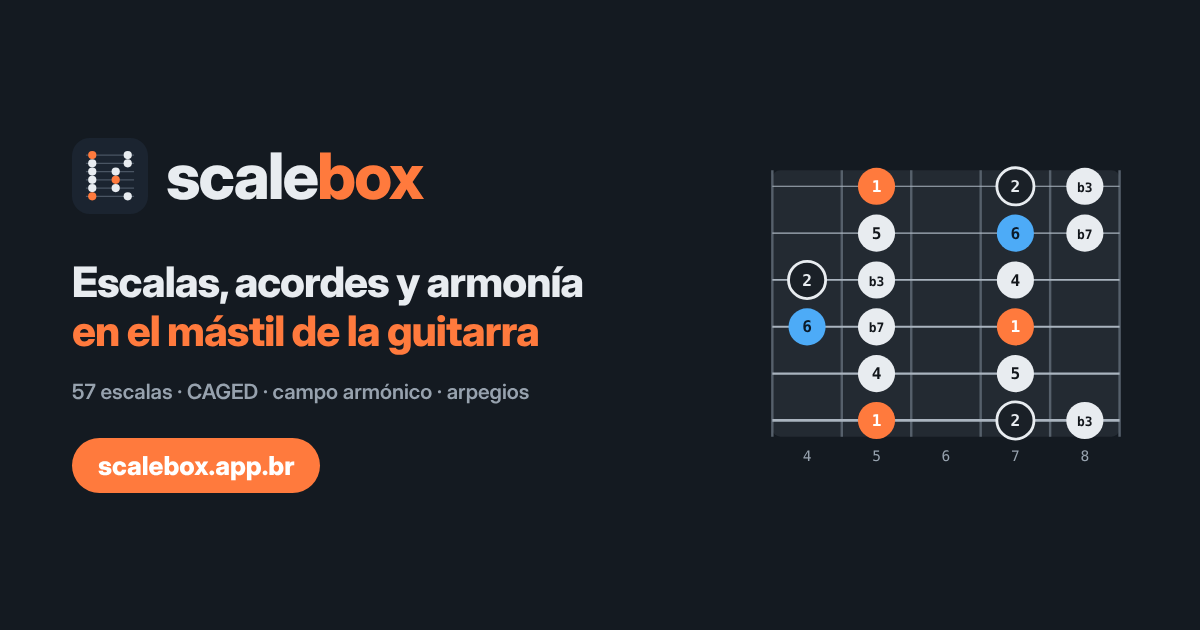 scalebox
Escalas, acordes y armonía
en el mástil de la guitarra
57 escalas · CAGED · campo armónico · arpegios
scalebox.app.br
1 2 b3
5 6 b7
2 b3 4
6 b7 1
4 5
1 2 b3
4 5 6 7 8